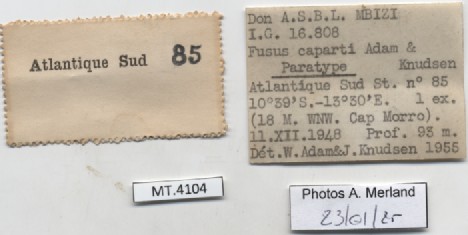 Atlantique Sud 85
Don A.S.B.L. MBIZI
I.G. 16.808
Fusus caparti Adam &
Paratype Knudsen
Atlantique Sud St. n° 85
10°39'S.-13°30'E. 1 ex.
(18 M. WNW. Cap Morro).
11.XII.1948 Prof. 93 m.
Dét.W.Adam&J.Knudsen 1955
MT.4104
Photos A. Merland
23/01/25